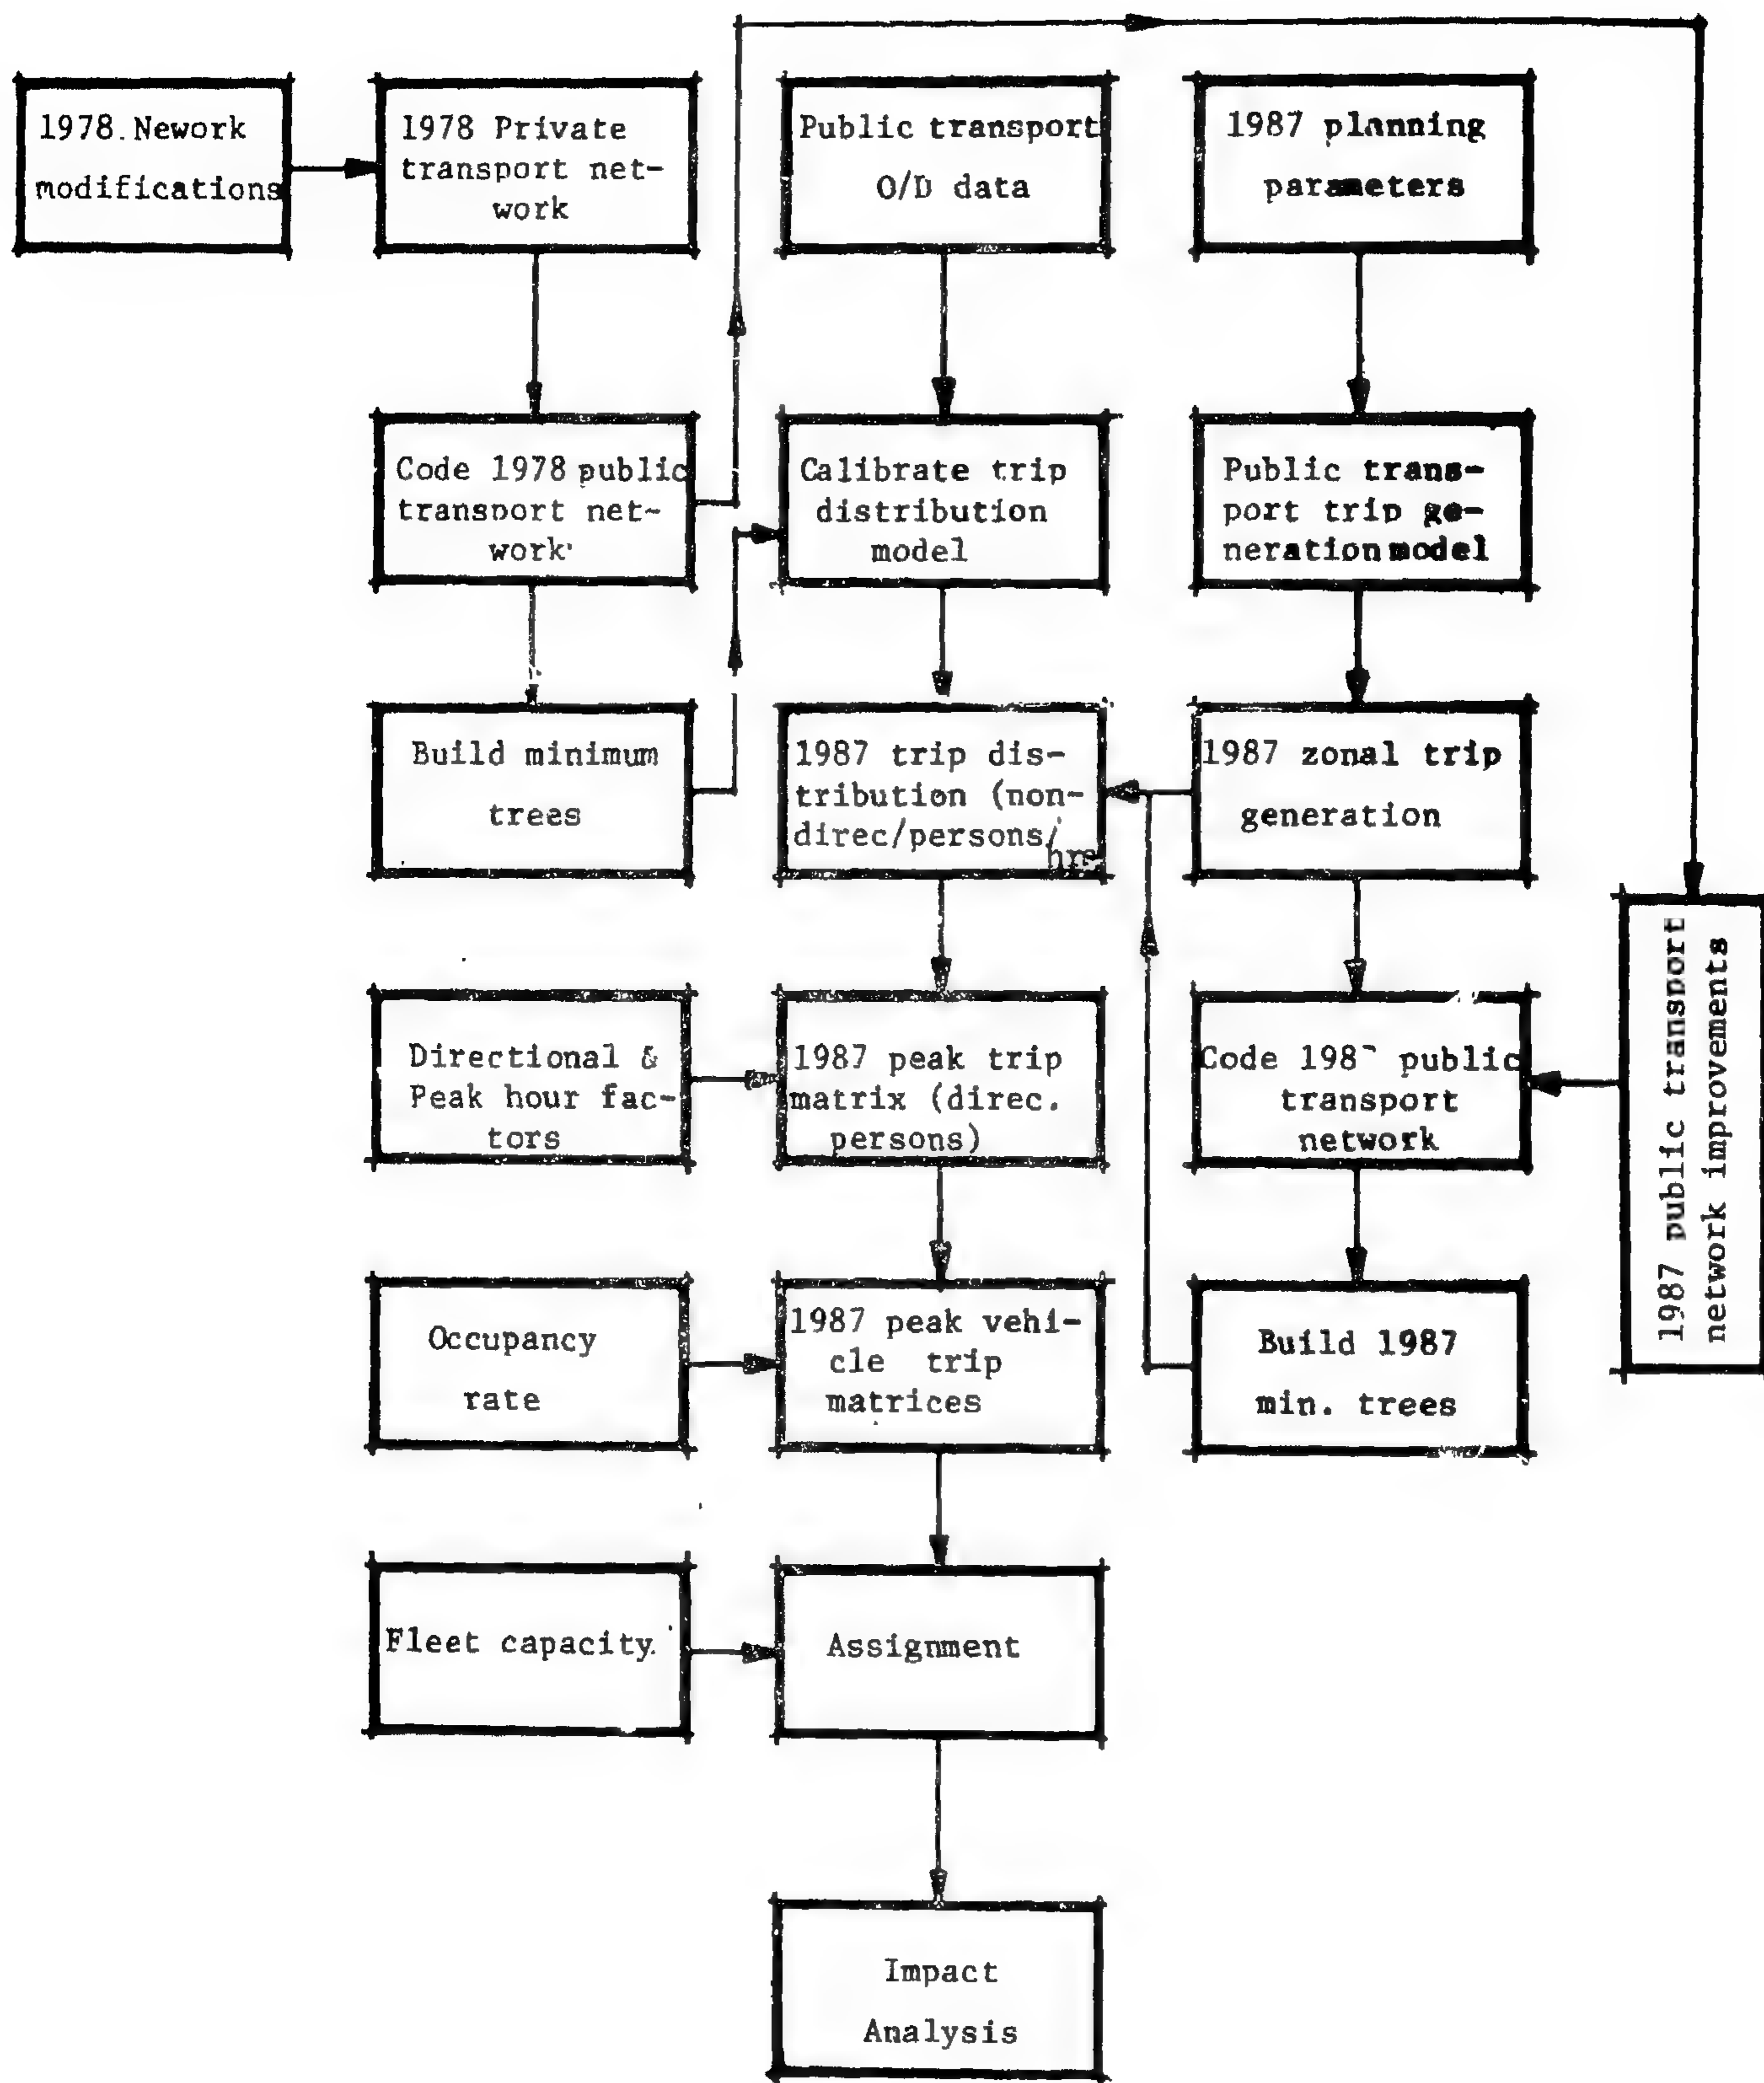 1978.Nework
modifications
1978 Private
transport net-
work
Public transport
O/D data
1987 planning
parameters
Code 1978 public
transport net-
work
Calibrate trip
distribution
model
Public trans-
port trip ge-
neration model
Build minimum
trees
1987 trip dis-
tribution (non-
direc/persons/
hrs
1987 zonal trip
generation
1987 public transport
network improvements
Directional &
Peak hour fac-
tors
1987 peak trip
matrix (direc.
persons)
Code 198 public
transport
network
Occupancy
rate
1987 peak vehi-
cle trip
matrices
Build 1987
min. trees
Fleet capacity.
Assignment
Impact
Analysis